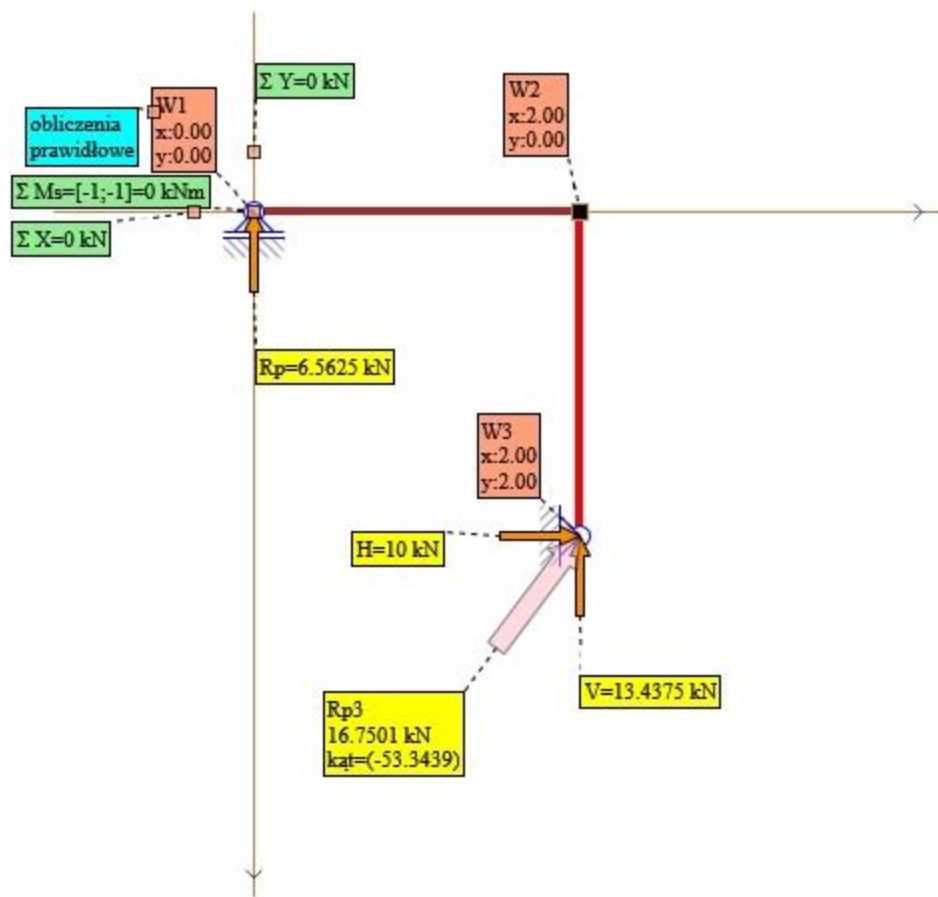 Σ Y=0 kN
W1
x:0.00
y:0.00
W2
x:2.00
y:0.00
obliczenia
prawidłowe
Σ Ms=[-1;-1]=0 kNm
Σ X=0 kN
Rp=6.5625 kN
W3
x:2.00
y:2.00
H=10 kN
V=13.4375 kN
Rp3
16.7501 kN
kąt=(-53.3439)